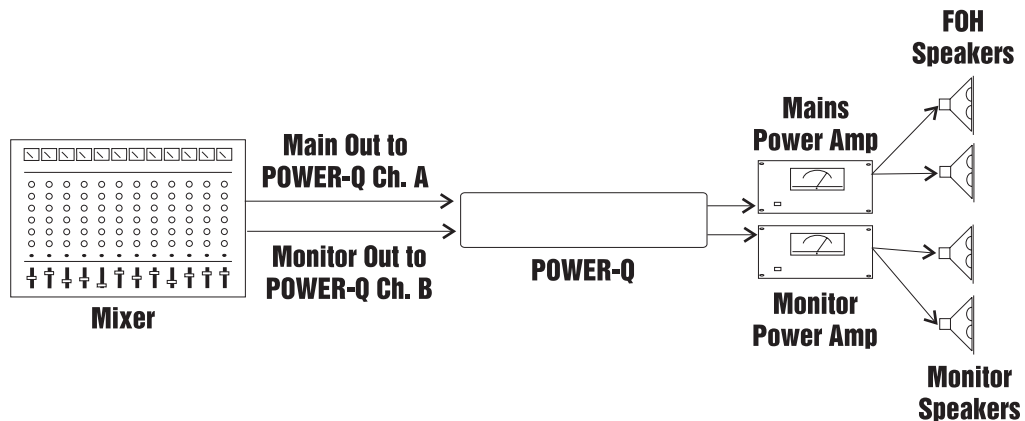 FOH
Speakers
Mains
Power Amp
Main Out to
POWER-Q Ch. A
Monitor Out to
POWER-Q Ch. B
POWER-Q
Mixer
Monitor
Power Amp
Monitor
Speakers